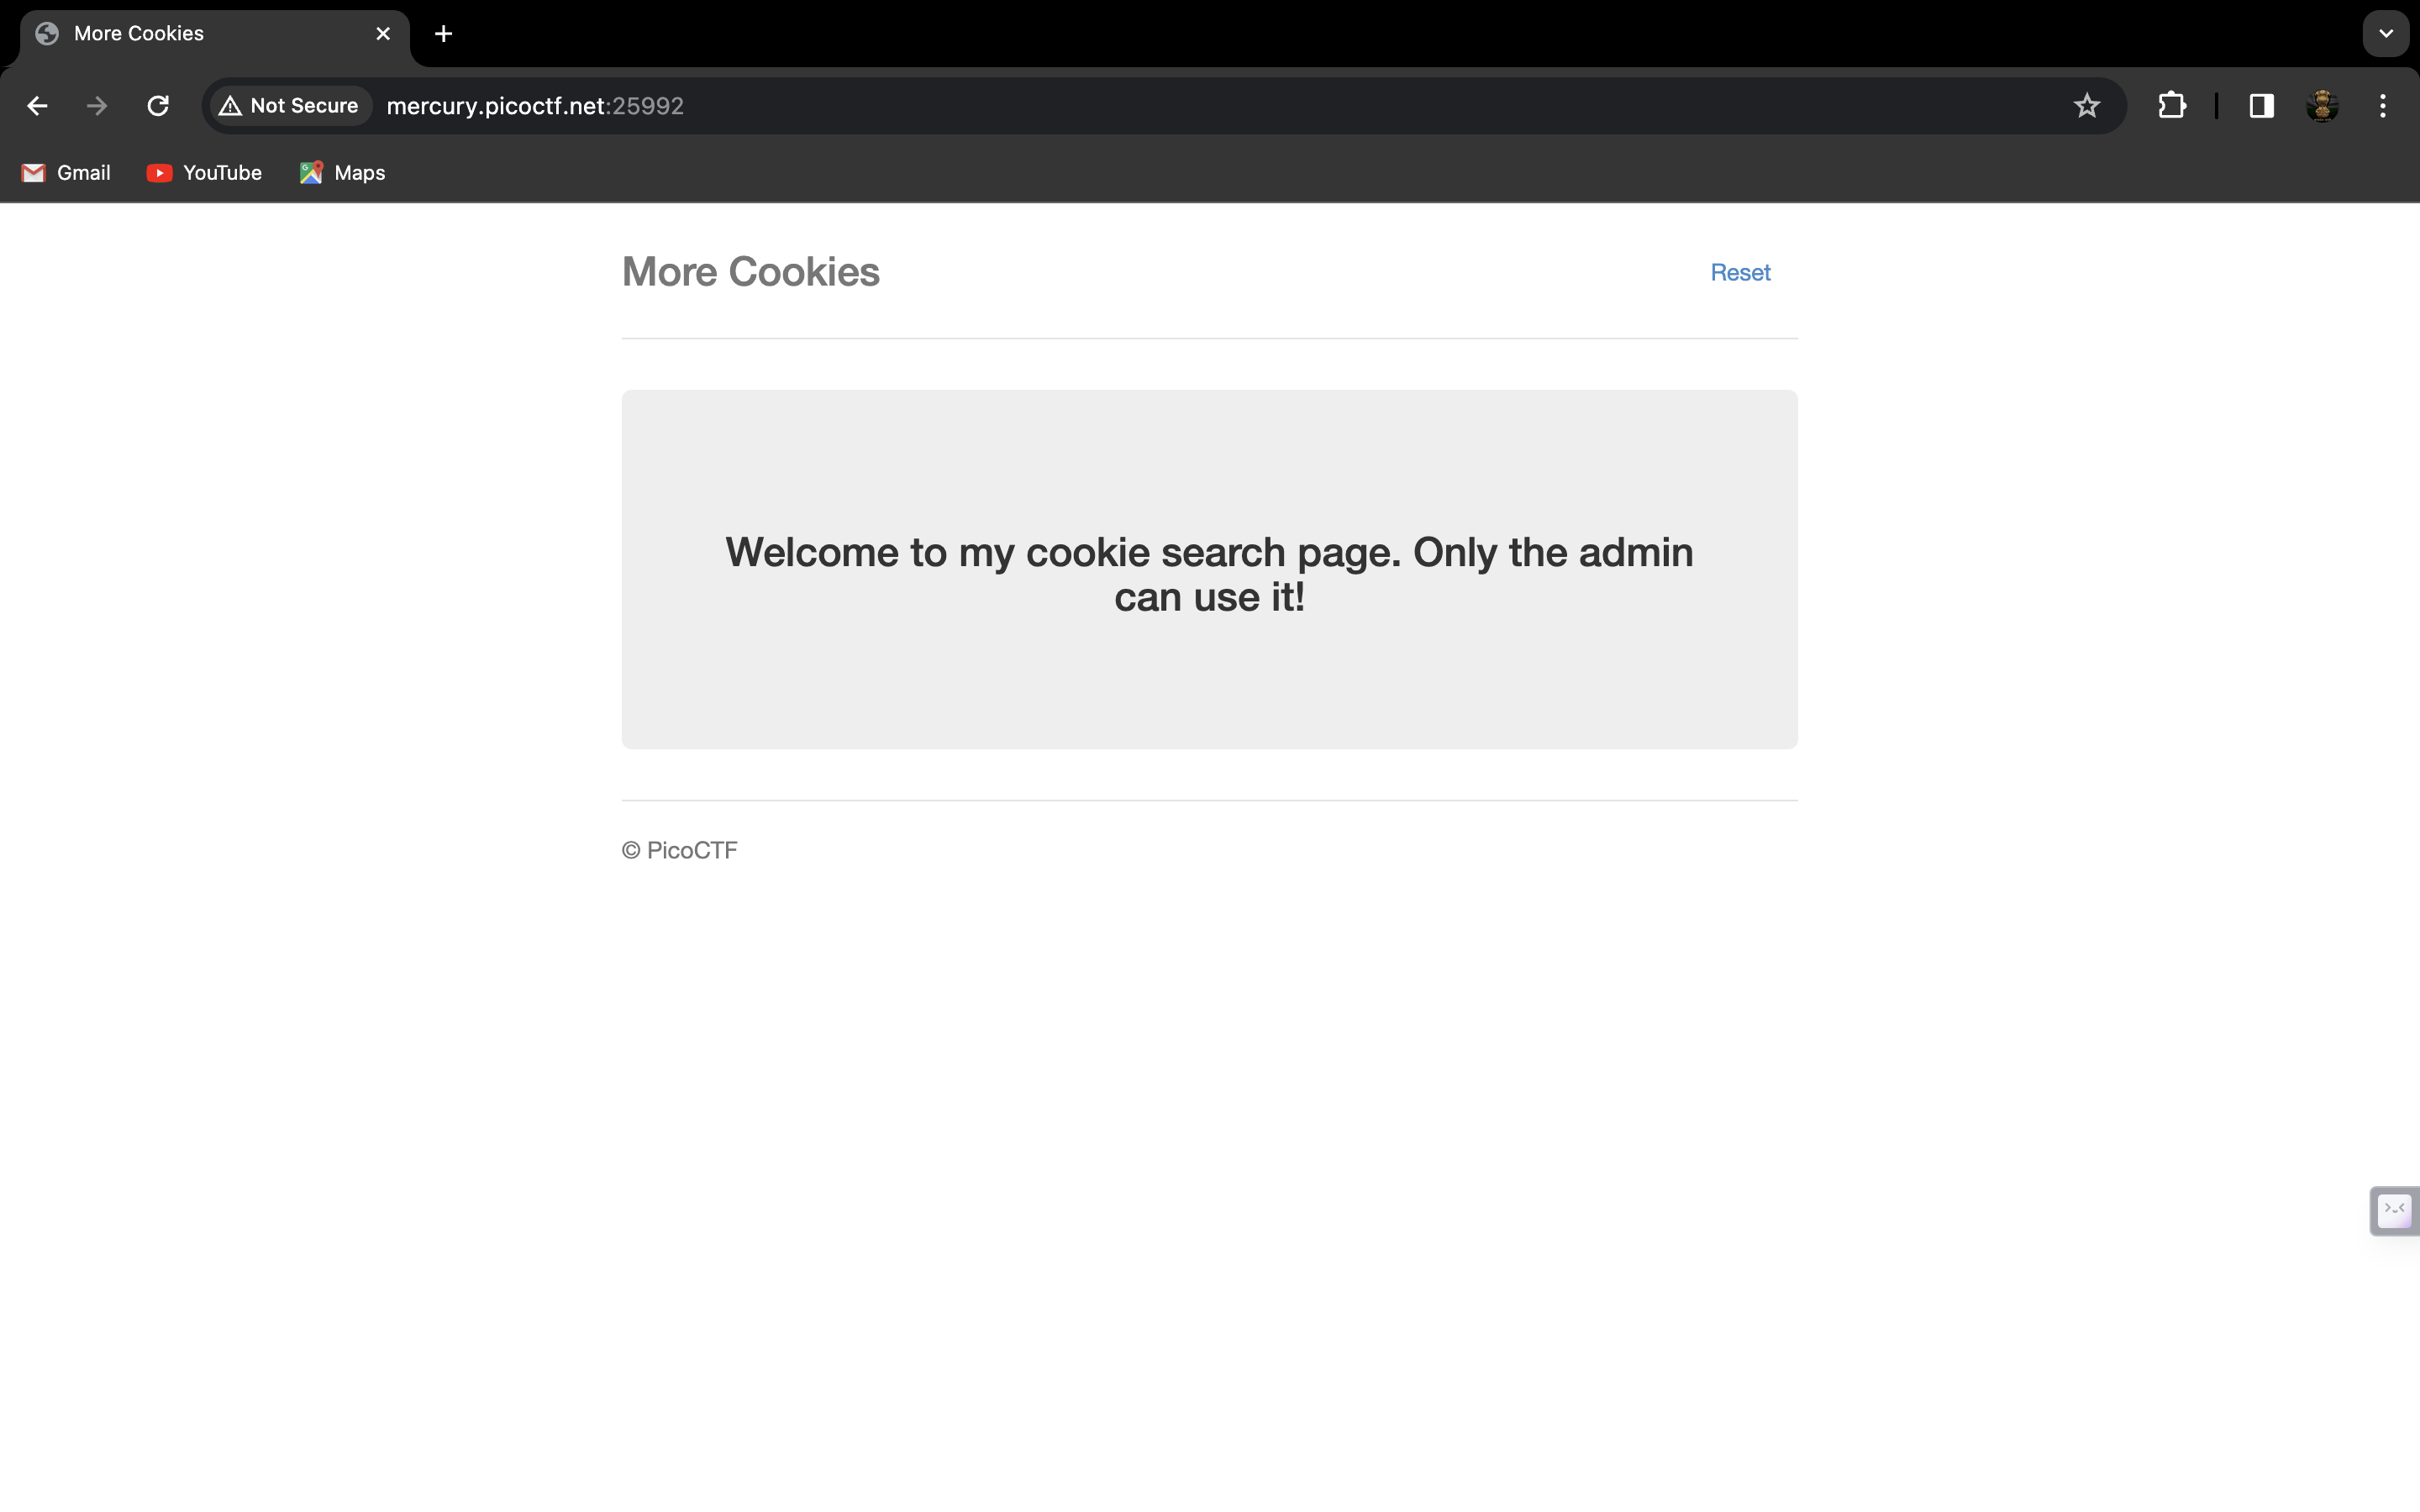 More Cookies
Not Secure mercury.picoctf.net:25992
Gmail YouTube Maps
More Cookies Reset
Welcome to my cookie search page. Only the admin
can use it!
© PicoCTF